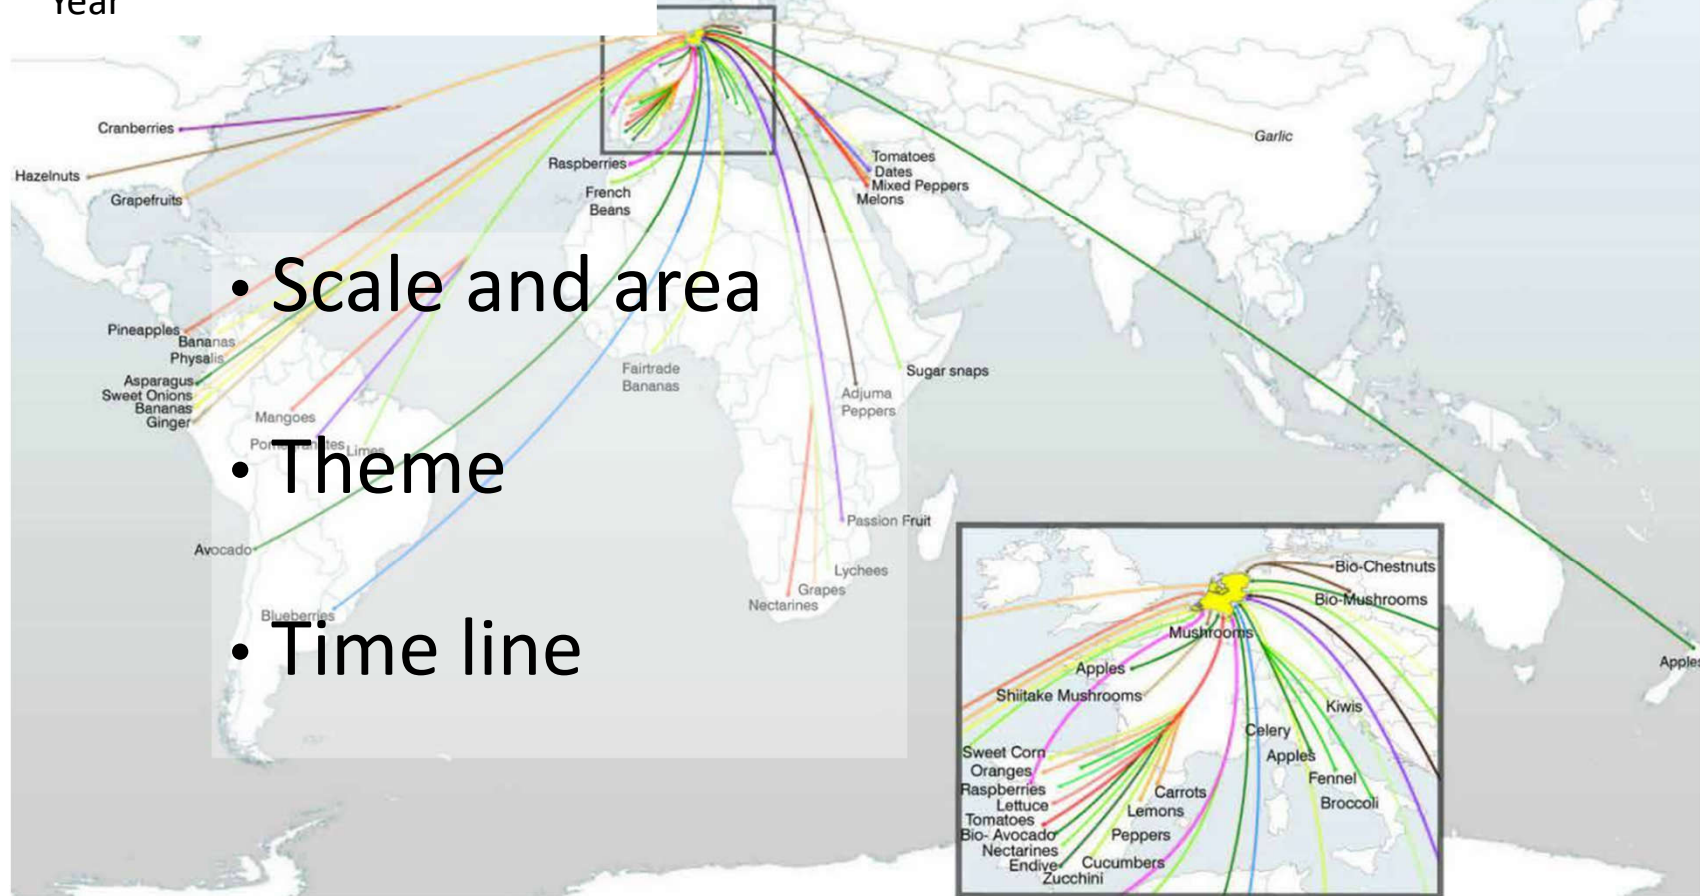 Year
Cranberries
Garlic
Hazelnuts
Raspberries
Tomatoes
Dates
Mixed Peppers
Melons
Grapefruits
French
Beans
• Scale and area
Pineapples
Bananas
Physalis
Asparagus
Sweet Onions
Bananas
Ginger
Fairtrade
Bananas
Sugar snaps
Adjuma
Peppers
Mangoes
Pomegranates
Limes
• Theme
Passion Fruit
Avocado
Lychees
Grapes
Nectarines
Blueberries
• Time line
Apples
Bio-Chestnuts
Bio-Mushrooms
Mushrooms
Apples
Shiitake Mushrooms
Kiwis
Celery
Apples
Fennel
Broccoli
Sweet Corn
Oranges
Raspberries
Lettuce
Tomatoes
Bio- Avocado
Nectarines
Endive
Zucchini
Carrots
Lemons
Peppers
Cucumbers